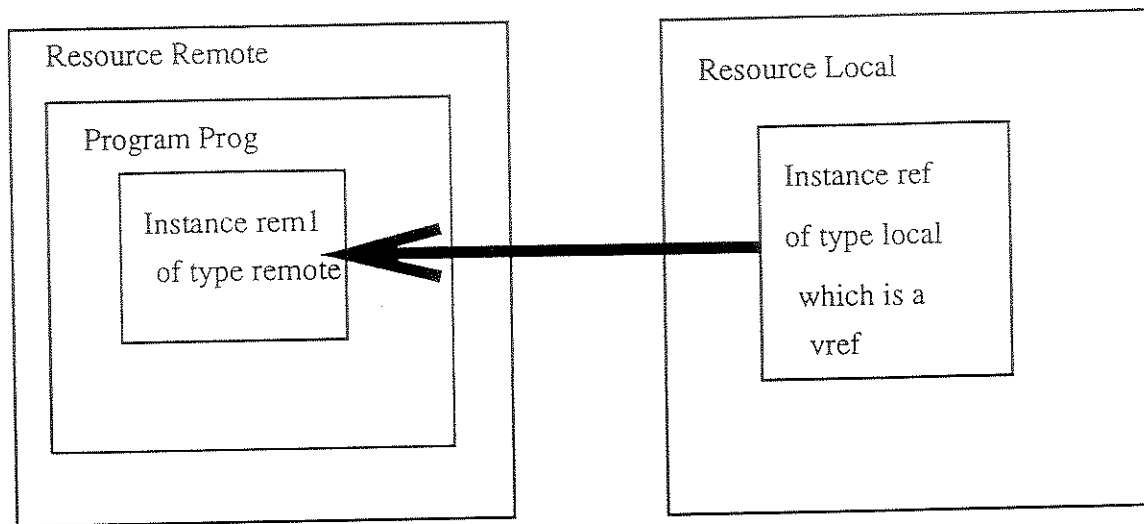 Resource Remote
Program Prog
Instance rem1
of type remote
Resource Local
Instance ref
of type local
which is a
vref